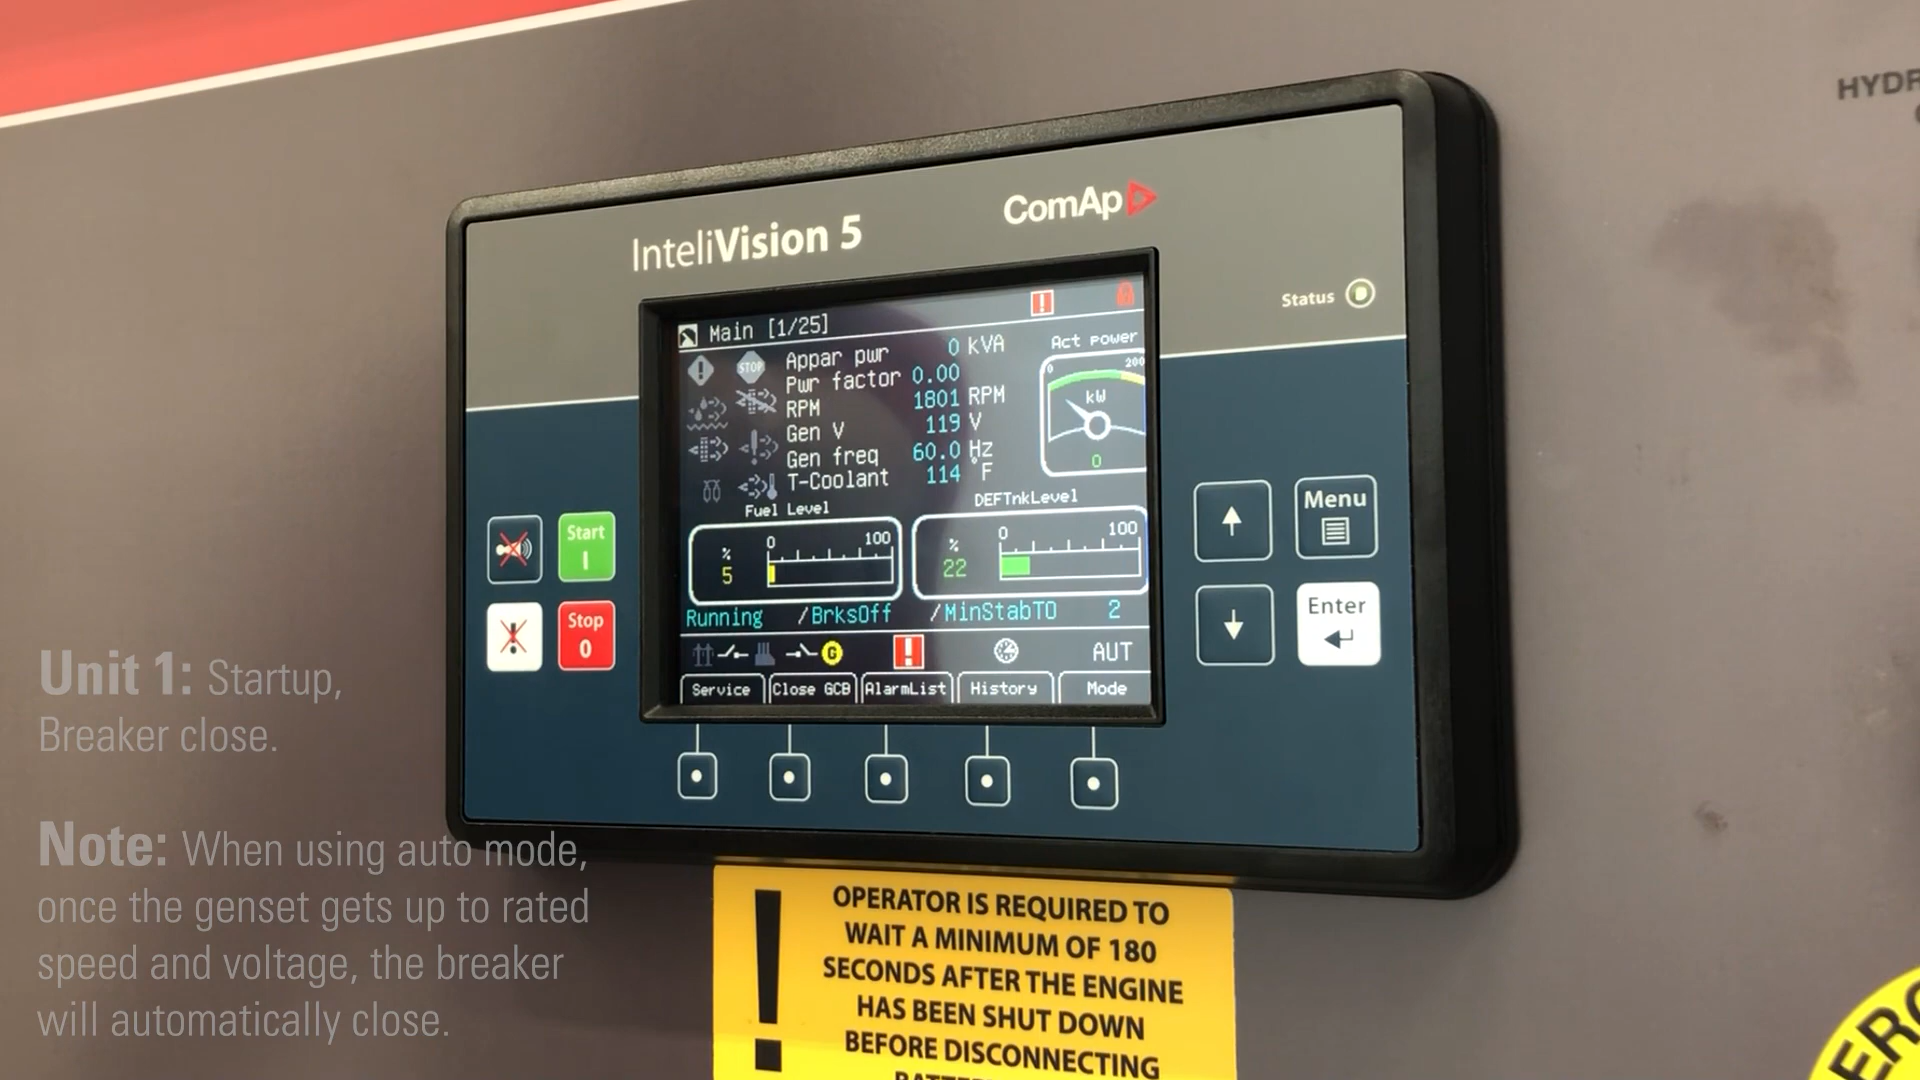 HYDR
ComAp
InteliVision 5
Status
Main [1/25]
Appar pwr 0 kVA
Pwr factor 0.00
RPM 1801 RPM
Gen V 119 V
Gen freq 60.0 Hz
T-Coolant 114 °F
Act power
0 200
kW
0
STOP
Fuel Level
0 100
%
5
DEFTnkLevel
0 100
%
22
Running /BrksOff /MinStabTO 2
G
AUT
Service Close GCB AlarmList History Mode
Start
I
Stop
0
Menu
Enter
Unit 1: Startup,
Breaker close.
Note: When using auto mode,
once the genset gets up to rated
speed and voltage, the breaker
will automatically close.
OPERATOR IS REQUIRED TO
WAIT A MINIMUM OF 180
SECONDS AFTER THE ENGINE
HAS BEEN SHUT DOWN
BEFORE DISCONNECTING